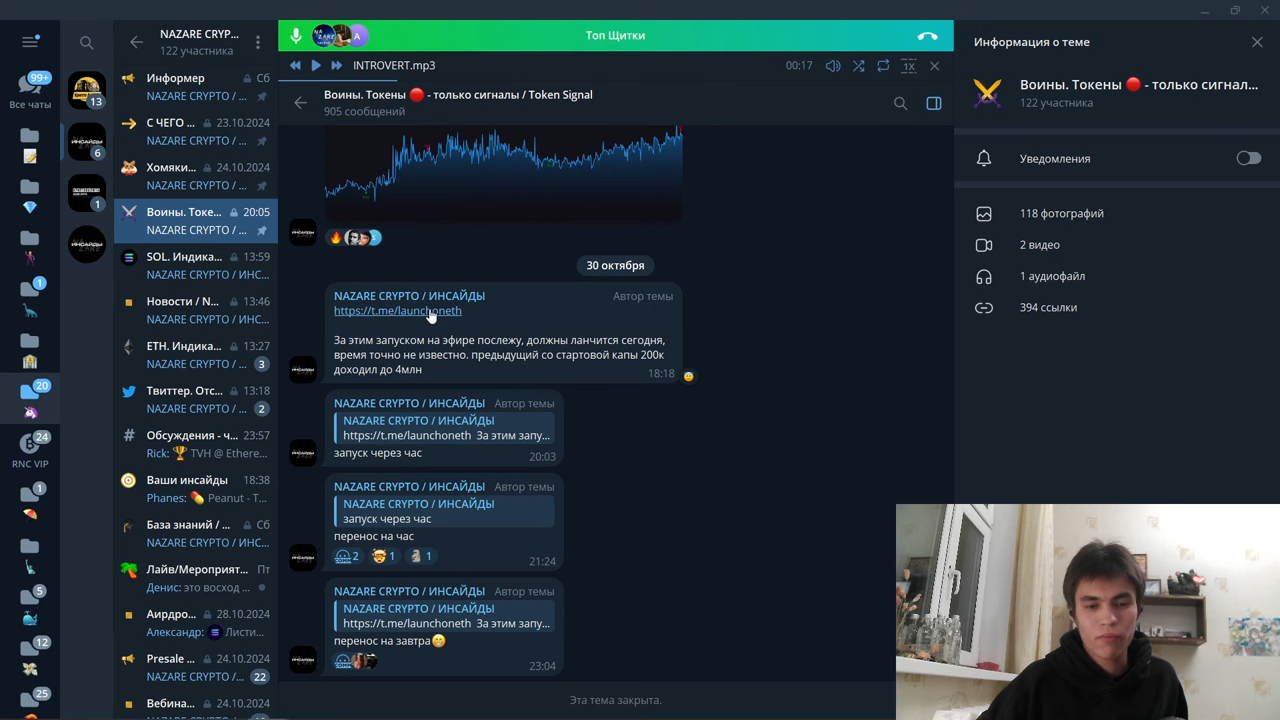 99+
Все чаты
1
20
24
RNC VIP
1
5
12
25
13
ИНСАЙДЫ
6
1
ИНСАЙДЫ
NAZARE CRYP...
122 участника
Информер Сб
NAZARE CRYPTO / ...
С ЧЕГО ... 23.10.2024
NAZARE CRYPTO / ...
Хомяки... 24.10.2024
NAZARE CRYPTO / ...
Воины. Токе... 20:05
NAZARE CRYPTO / ...
SOL. Индика... 13:59
NAZARE CRYPTO / ИНС...
Новости / N... 13:46
NAZARE CRYPTO / ИНС...
ETH. Индика... 13:27
NAZARE CRYPTO / ... 3
Твиттер. Отс... 13:18
NAZARE CRYPTO / ... 2
Обсуждения - ч... 23:57
Rick: 🏆 TVH @ Ethere...
Ваши инсайды 18:38
Phanes: 💊 Peanut - T...
База знаний / ... Сб
NAZARE CRYPTO / ИНС...
Лайв/Мероприят... Пт
Денис: это восход ...
Аирдро... 28.10.2024
Александр: Листи...
Presale ... 24.10.2024
NAZARE CRYPTO / ... 22
Вебина... 24.10.2024
A
Топ Щитки
INTROVERT.mp3
00:17
1X
Воины. Токены 🔴 - только сигналы / Token Signal
905 сообщений
ИНСАЙДЫ
30 октября
NAZARE CRYPTO / ИНСАЙДЫ Автор темы
https://t.me/launchoneth
За этим запуском на эфире послежу, должны ланчится сегодня,
время точно не известно. предыдущий со стартовой капы 200к
доходил до 4млн
18:18
ИНСАЙДЫ
NAZARE CRYPTO / ИНСАЙДЫ Автор темы
NAZARE CRYPTO / ИНСАЙДЫ
https://t.me/launchoneth За этим запу...
запуск через час
20:03
ИНСАЙДЫ
NAZARE CRYPTO / ИНСАЙДЫ Автор темы
NAZARE CRYPTO / ИНСАЙДЫ
запуск через час
перенос на час
2 1 1
21:24
ИНСАЙДЫ
NAZARE CRYPTO / ИНСАЙДЫ Автор темы
NAZARE CRYPTO / ИНСАЙДЫ
https://t.me/launchoneth За этим запу...
перенос на завтра😁
23:04
ИНСАЙДЫ
Эта тема закрыта.
Информация о теме
Воины. Токены 🔴 - только сигнал...
122 участника
Уведомления
118 фотографий
2 видео
1 аудиофайл
394 ссылки